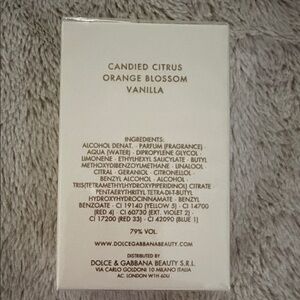 CANDIED CITRUS
ORANGE BLOSSOM
VANILLA
INGREDIENTS:
ALCOHOL DENAT. · PARFUM (FRAGRANCE)
AQUA (WATER) · DIPROPYLENE GLYCOL
LIMONENE · ETHYLHEXYL SALICYLATE · BUTYL
METHOXYDIBENZOYLMETHANE · LINALOOL
CITRAL · GERANIOL · CITRONELLOL
BENZYL ALCOHOL · ALCOHOL
TRIS(TETRAMETHYLHYDROXYPIPERIDINOL) CITRATE
PENTAERYTHRITYL TETRA-DI-T-BUTYL
HYDROXYHYDROCINNAMATE · BENZYL
BENZOATE · CI 19140 (YELLOW 5) · CI 14700
(RED 4) · CI 60730 (EXT. VIOLET 2)
CI 17200 (RED 33) · CI 42090 (BLUE 1)
79% VOL.
WWW.DOLCEGABBANABEAUTY.COM
DISTRIBUTED BY
DOLCE & GABBANA BEAUTY S.R.L.
VIA CARLO GOLDONI 10 MILANO ITALIA
AC. LONDON W1H 6DU